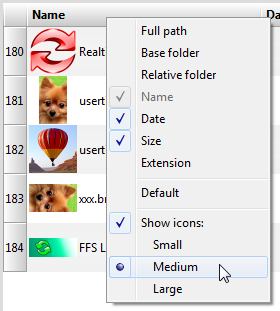 Name
Da
180 Realt
181 usert
182 usert
183 xxx.br
184 FFS L
Full path
Base folder
Relative folder
Name
Date
Size
Extension
Default
Show icons:
Small
Medium
Large